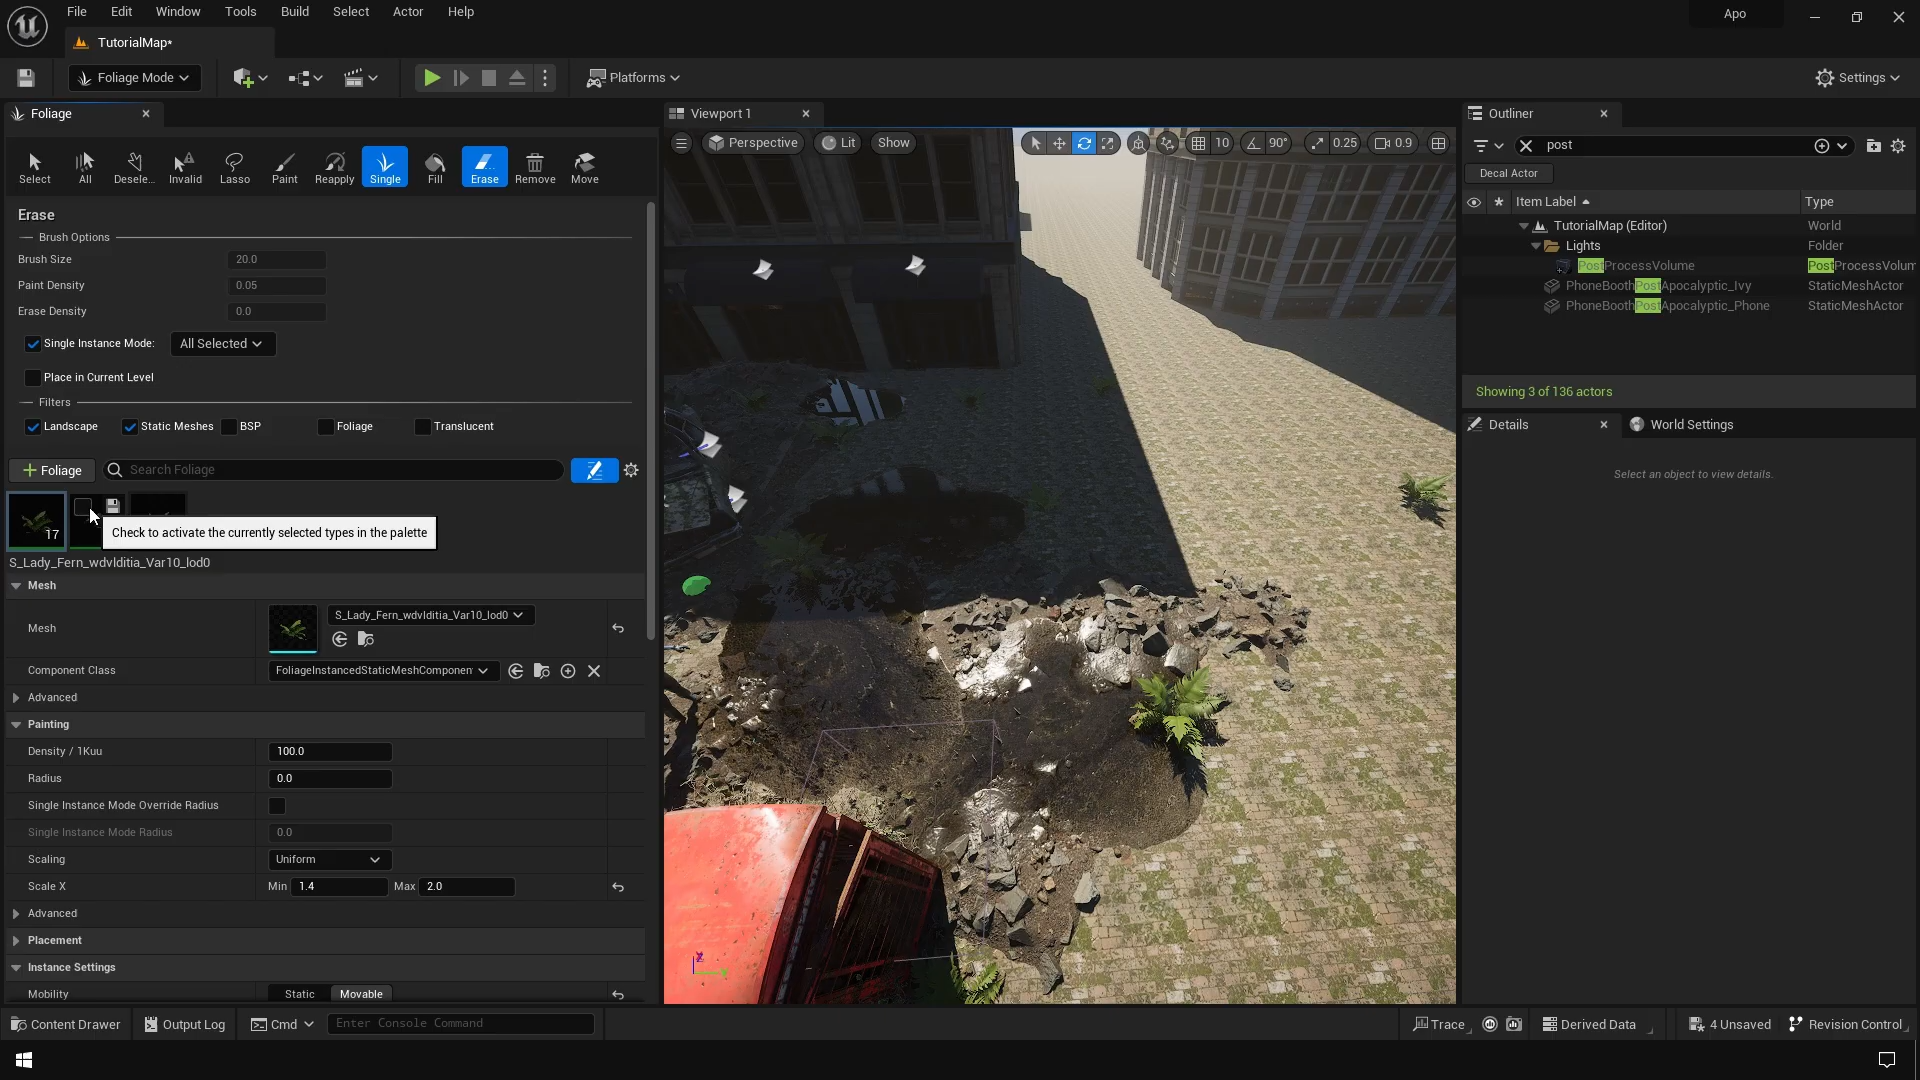 File Edit Window Tools Build Select Actor Help
Apo
TutorialMap*
Foliage Mode
Platforms
Settings
Foliage
Viewport 1
Outliner
Select All Desele... Invalid Lasso Paint Reapply Single Fill Erase Remove Move
Perspective Lit Show
10 90° 0.25 0.9
post
Decal Actor
Item Label Type
TutorialMap (Editor) World
Lights Folder
PostProcessVolume PostProcessVolum
PhoneBoothPostApocalyptic_Ivy StaticMeshActor
PhoneBoothPostApocalyptic_Phone StaticMeshActor
Showing 3 of 136 actors
Details World Settings
Select an object to view details.
Erase
Brush Options
Brush Size 20.0
Paint Density 0.05
Erase Density 0.0
Single Instance Mode: All Selected
Place in Current Level
Filters
Landscape Static Meshes BSP Foliage Translucent
+ Foliage Search Foliage
17
Check to activate the currently selected types in the palette
S_Lady_Fern_wdvlditia_Var10_lod0
Mesh
Mesh S_Lady_Fern_wdvlditia_Var10_lod0
Component Class FoliageInstancedStaticMeshComponen
Advanced
Painting
Density / 1Kuu 100.0
Radius 0.0
Single Instance Mode Override Radius
Single Instance Mode Radius 0.0
Scaling Uniform
Scale X Min 1.4 Max 2.0
Advanced
Placement
Instance Settings
Mobility Static Movable
Content Drawer Output Log Cmd Enter Console Command
Trace Derived Data 4 Unsaved Revision Control